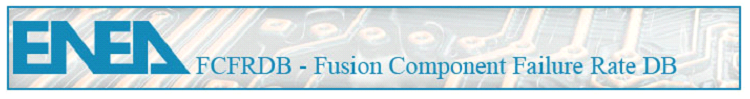 ENEA
FCFRDB - Fusion Component Failure Rate DB